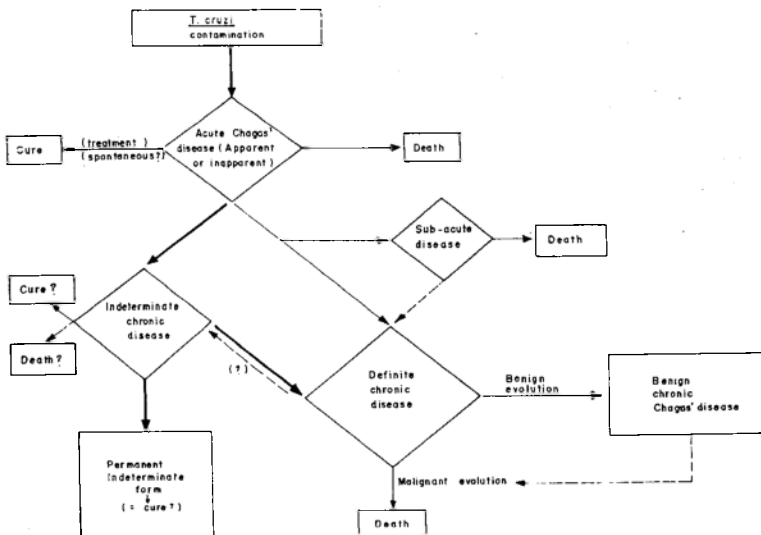 T. cruzi
contamination
Acute Chagas'
disease (Apparent
or inapparent)
Cure
(treatment)
(spontaneous?)
Death
Sub-acute
disease
Death
Cure?
Death?
Indeterminate
chronic
disease
(?)
Definite
chronic
disease
Benign
evolution
Benign
chronic
Chagas' disease
Permanent
Indeterminate
form
(= cure?)
Malignant evolution
Death